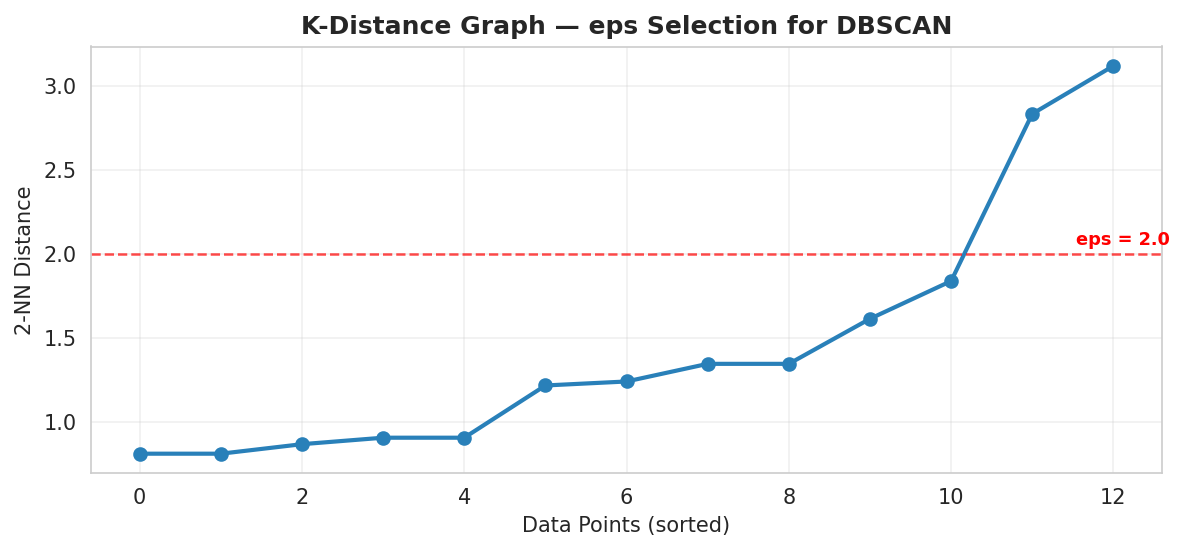 K-Distance Graph — eps Selection for DBSCAN
2-NN Distance
3.0
2.5
2.0
1.5
1.0
eps = 2.0
0 2 4 6 8 10 12
Data Points (sorted)